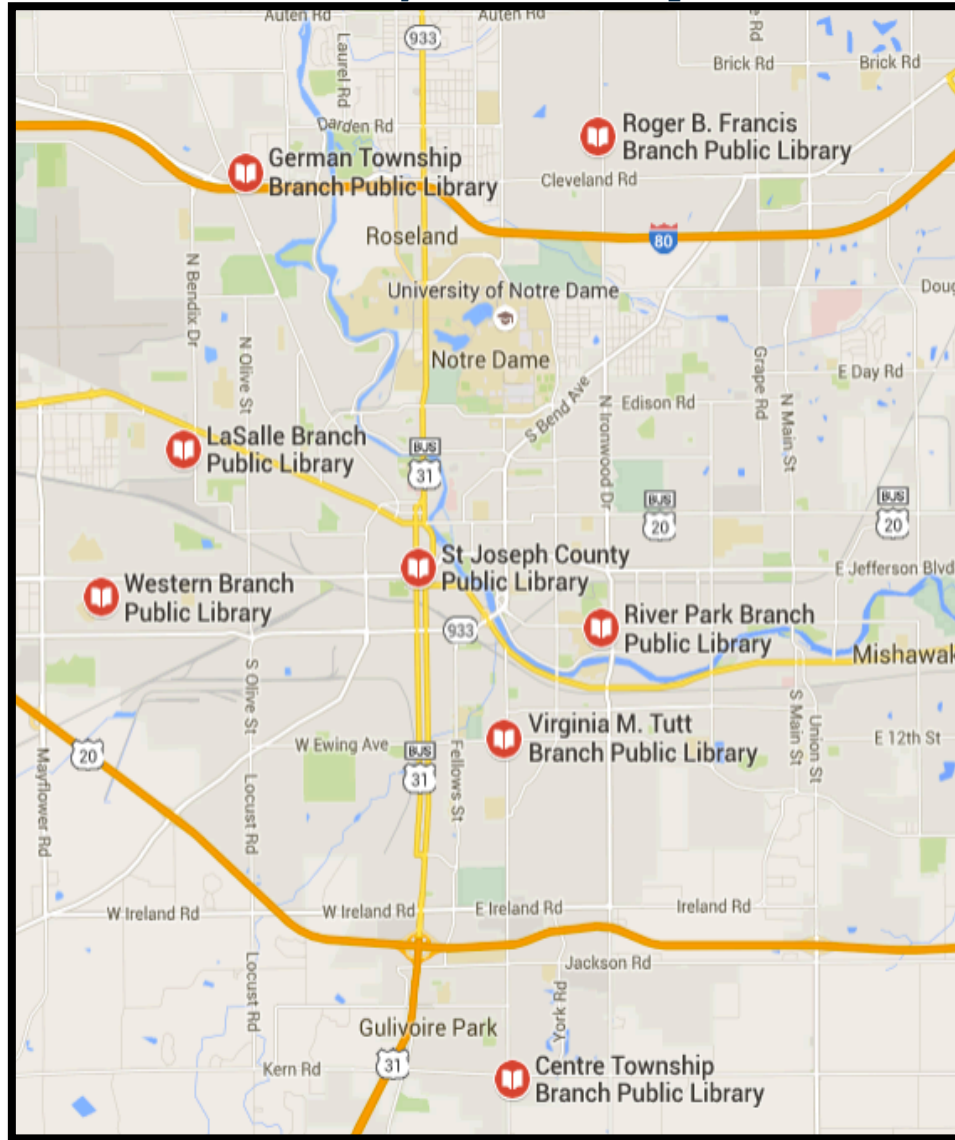 Auten Rd
Auten Rd
933
Laurel Rd
Brick Rd
Brick Rd
Darden Rd
Roger B. Francis
Branch Public Library
German Township
Branch Public Library
Cleveland Rd
Roseland
80
N Bendix Dr
University of Notre Dame
Doug
N Olive St
Notre Dame
Grape Rd
E Day Rd
S Bend Ave
N Ironwood Dr
Edison Rd
N Main St
LaSalle Branch
Public Library
BUS
31
BUS
20
BUS
20
St Joseph County
Public Library
E Jefferson Blvd
Western Branch
Public Library
River Park Branch
Public Library
933
Mishawak
S Olive St
S Main St
Union St
Virginia M. Tutt
Branch Public Library
W Ewing Ave
E 12th St
20
BUS
31
Fellows St
Mayflower Rd
Locust Rd
W Ireland Rd
W Ireland Rd
E Ireland Rd
Ireland Rd
Jackson Rd
Locust Rd
York Rd
Gulivoire Park
31
Kern Rd
Centre Township
Branch Public Library